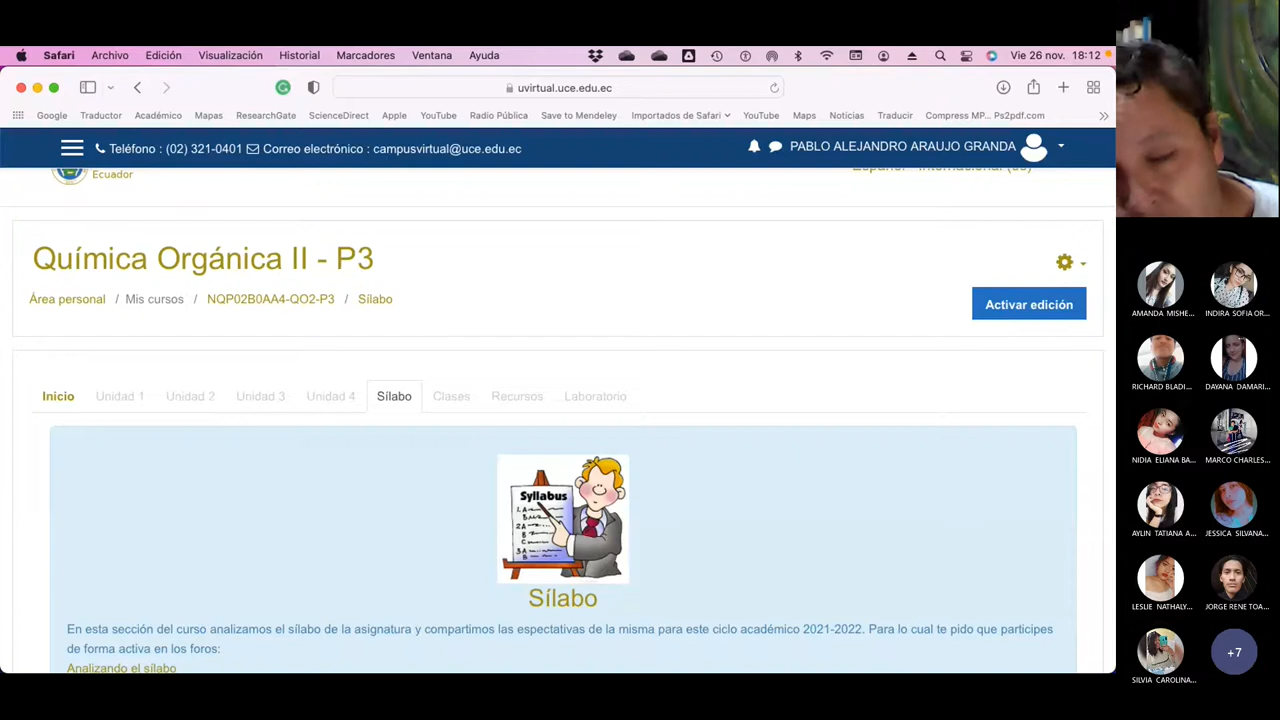 Safari Archivo Edición Visualización Historial Marcadores Ventana Ayuda Vie 26 nov. 18:12
uvirtual.uce.edu.ec
Google Traductor Académico Mapas ResearchGate ScienceDirect Apple YouTube Radio Pública Save to Mendeley Importados de Safari YouTube Maps Noticias Traducir Compress MP... Ps2pdf.com
Teléfono : (02) 321-0401 Correo electrónico : campusvirtual@uce.edu.ec PABLO ALEJANDRO ARAUJO GRANDA
Ecuador
Español - Internacional (es)
Química Orgánica II - P3
Área personal / Mis cursos / NQP02B0AA4-QO2-P3 / Sílabo
Activar edición
Inicio Unidad 1 Unidad 2 Unidad 3 Unidad 4 Sílabo Clases Recursos Laboratorio
Syllabus
Sílabo
En esta sección del curso analizamos el sílabo de la asignatura y compartimos las espectativas de la misma para este ciclo académico 2021-2022. Para lo cual te pido que participes
de forma activa en los foros:
Analizando el sílabo
AMANDA MISHE... INDIRA SOFIA OR...
RICHARD BLADI... DAYANA DAMARI...
NIDIA ELIANA BA... MARCO CHARLES...
AYLIN TATIANA A... JESSICA SILVANA...
LESLIE NATHALY... JORGE RENE TOA...
SILVIA CAROLINA... +7